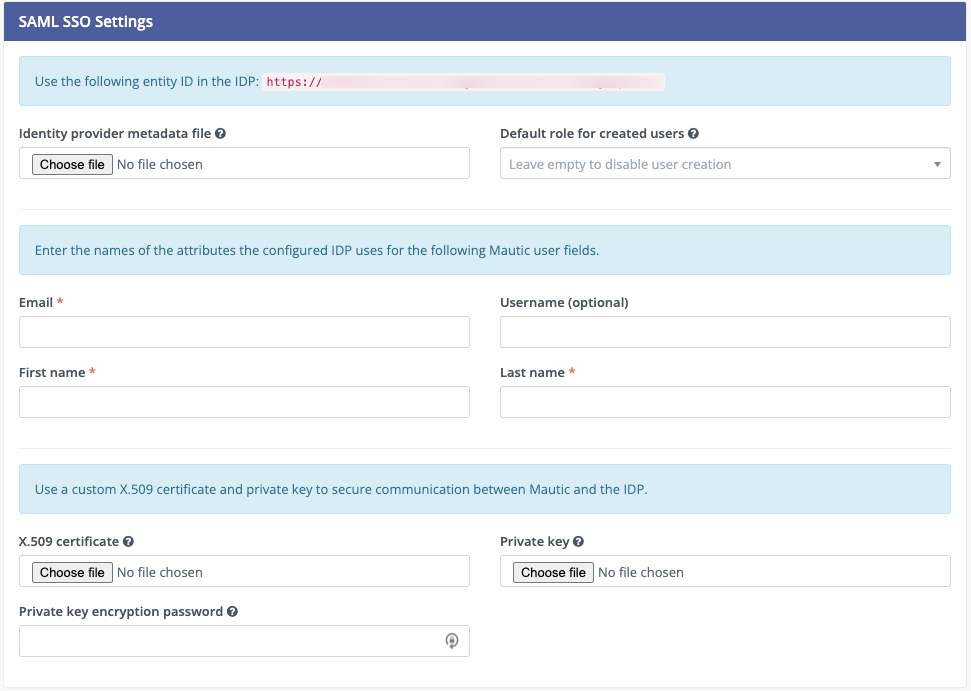 SAML SSO Settings
Use the following entity ID in the IDP: https://
Identity provider metadata file
Default role for created users
Choose file No file chosen
Leave empty to disable user creation
Enter the names of the attributes the configured IDP uses for the following Mautic user fields.
Email *
Username (optional)
First name *
Last name *
Use a custom X.509 certificate and private key to secure communication between Mautic and the IDP.
X.509 certificate
Private key
Choose file No file chosen
Choose file No file chosen
Private key encryption password